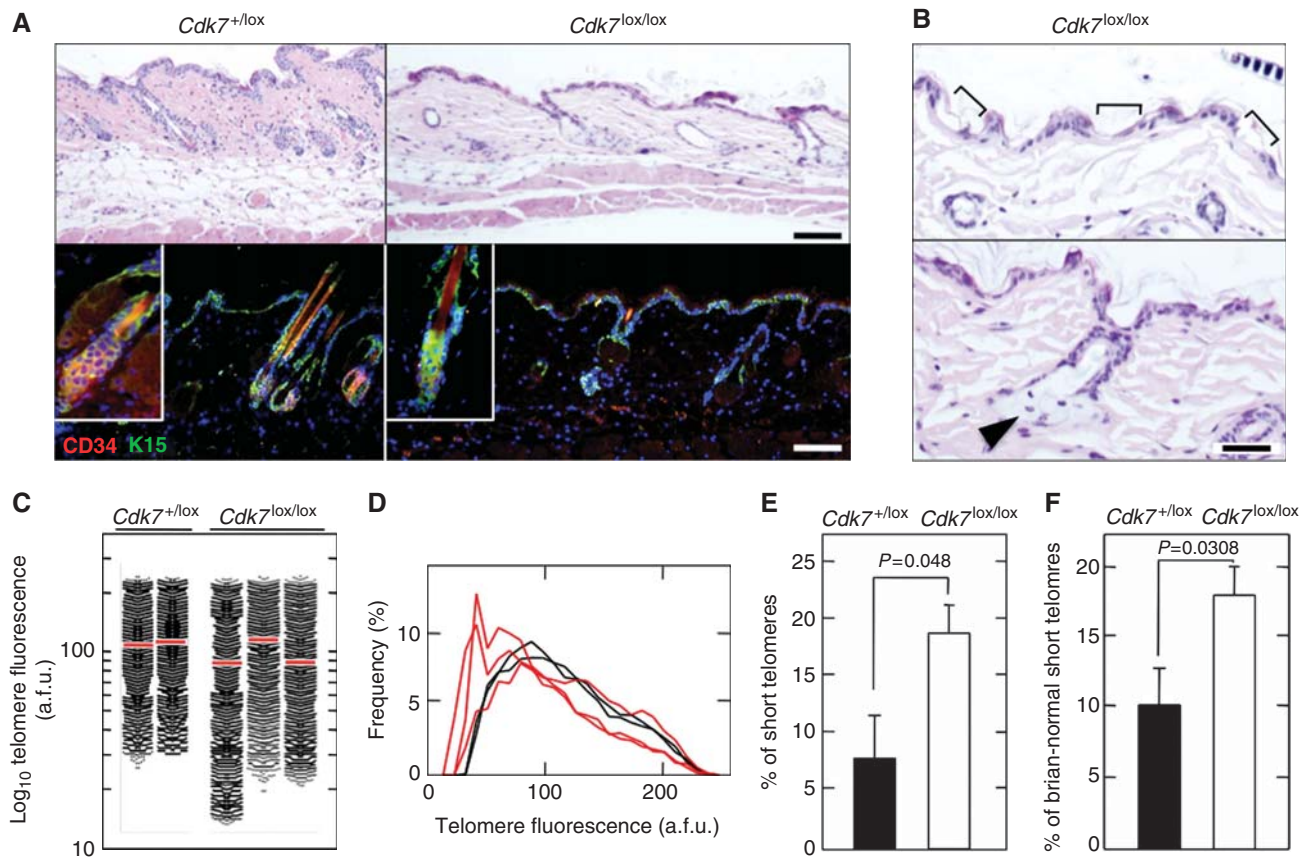 A
Cdk7+/lox
Cdk7lox/lox
B
Cdk7lox/lox
CD34 K15
C
Cdk7+/lox Cdk7lox/lox
Log10 telomere fluorescence
(a.f.u.)
100
10
D
Frequency (%)
10
5
0
0 100 200
Telomere fluorescence (a.f.u.)
E
Cdk7+/lox Cdk7lox/lox
% of short telomeres
25
20
15
10
5
0
P=0.048
F
Cdk7+/lox Cdk7lox/lox
% of brian-normal short telomres
20
15
10
5
0
P=0.0308